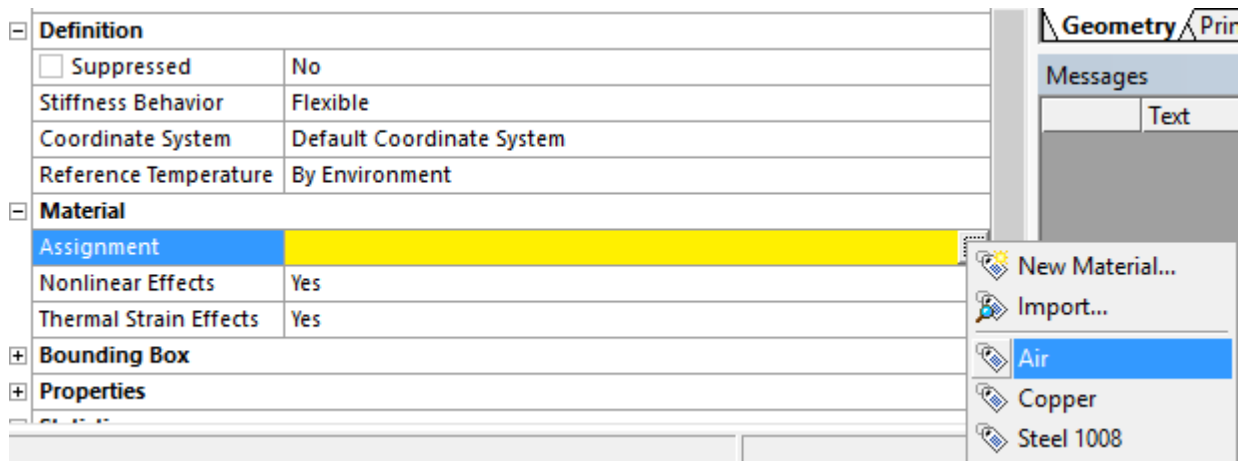 Definition
Suppressed No
Stiffness Behavior Flexible
Coordinate System Default Coordinate System
Reference Temperature By Environment
Material
Assignment
Nonlinear Effects Yes
Thermal Strain Effects Yes
Bounding Box
Properties
Geometry Prin
Messages
Text
New Material...
Import...
Air
Copper
Steel 1008